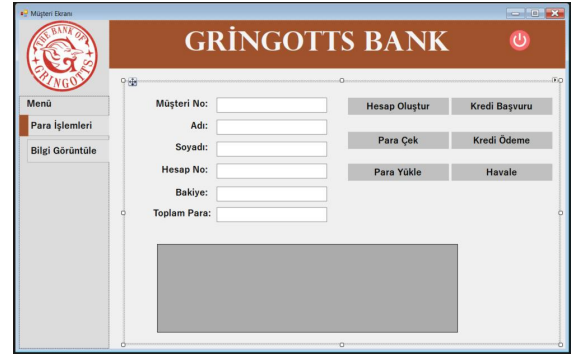 Müşteri Ekranı
THE BANK OF
GRINGOTTS
G
GRİNGOTTS BANK
Menü
Para İşlemleri
Bilgi Görüntüle
Müşteri No:
Adı:
Soyadı:
Hesap No:
Bakiye:
Toplam Para:
Hesap Oluştur
Kredi Başvuru
Para Çek
Kredi Ödeme
Para Yükle
Havale